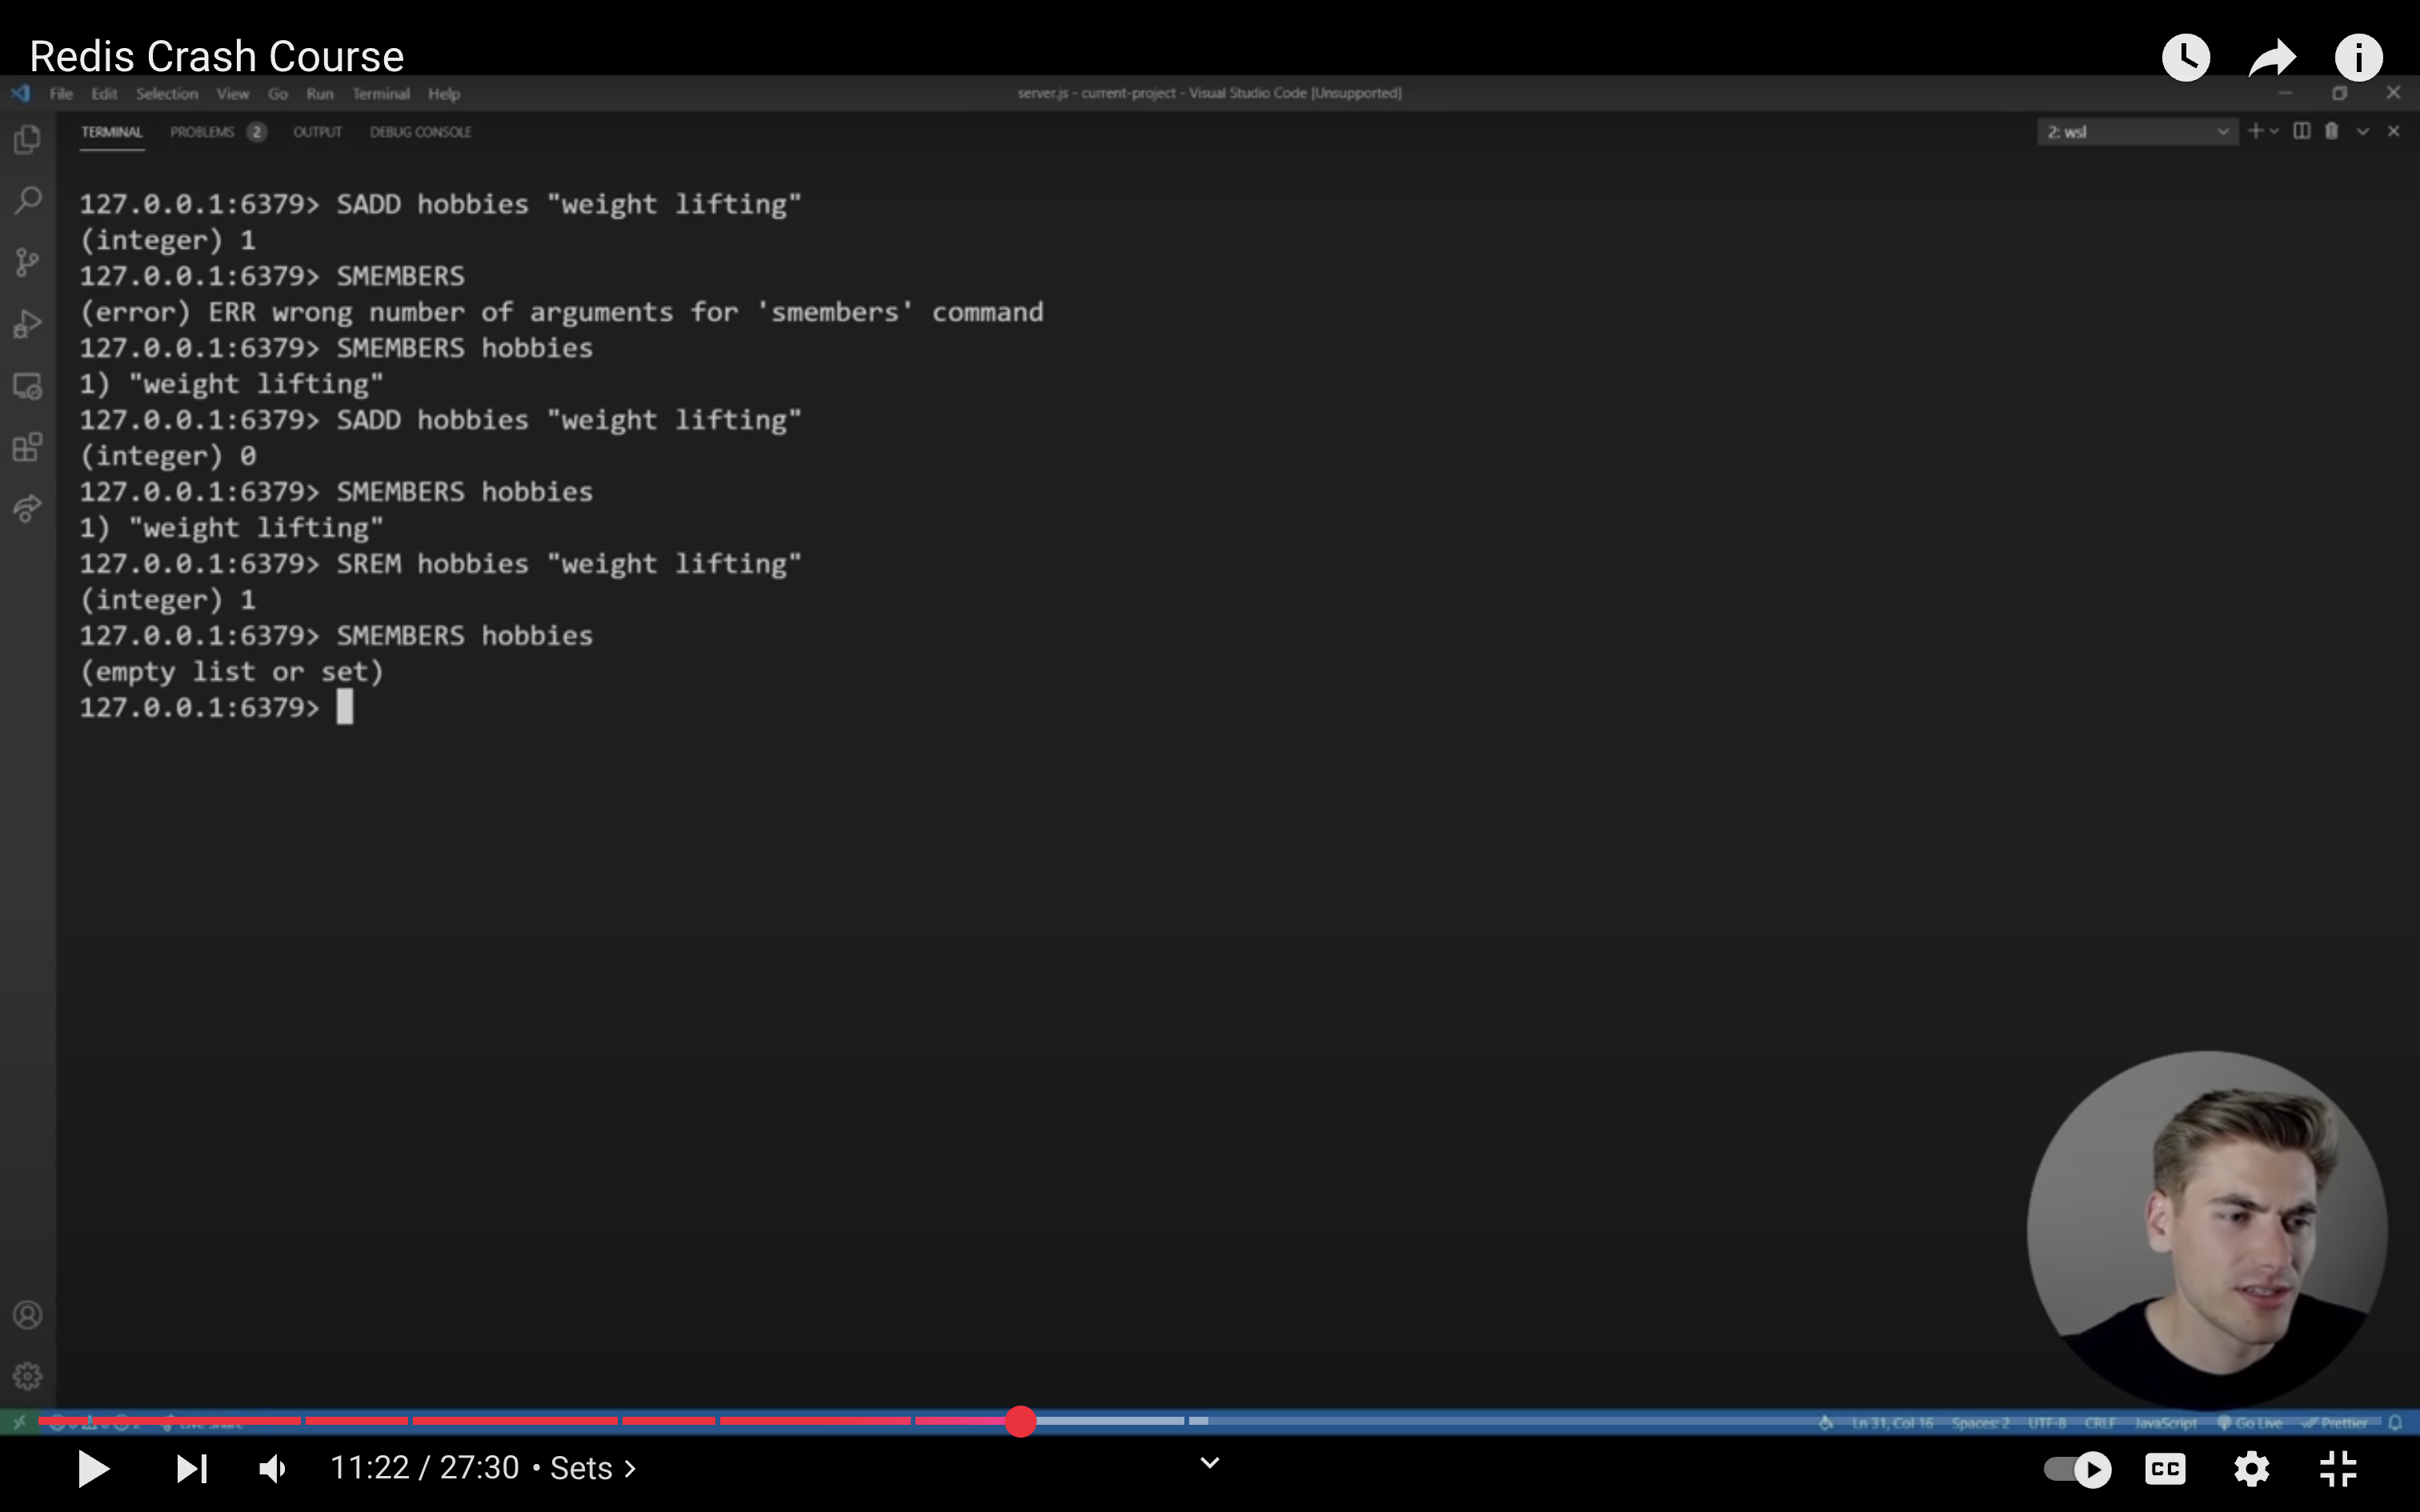 Redis Crash Course
File Edit Selection View Go Run Terminal Help
server.js - current-project - Visual Studio Code [Unsupported]
TERMINAL PROBLEMS 2 OUTPUT DEBUG CONSOLE
2: wsl
127.0.0.1:6379> SADD hobbies "weight lifting"
(integer) 1
127.0.0.1:6379> SMEMBERS
(error) ERR wrong number of arguments for 'smembers' command
127.0.0.1:6379> SMEMBERS hobbies
1) "weight lifting"
127.0.0.1:6379> SADD hobbies "weight lifting"
(integer) 0
127.0.0.1:6379> SMEMBERS hobbies
1) "weight lifting"
127.0.0.1:6379> SREM hobbies "weight lifting"
(integer) 1
127.0.0.1:6379> SMEMBERS hobbies
(empty list or set)
127.0.0.1:6379>
Ln 31, Col 16 Spaces: 2 UTF-8 CRLF JavaScript Go Live Prettier
11:22 / 27:30 • Sets >
CC